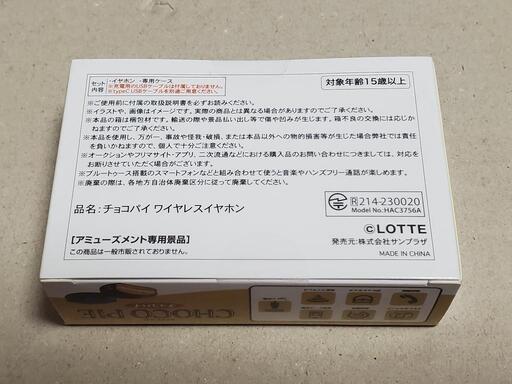 セット内容
・イヤホン ・専用ケース
※充電用のUSBケーブルは付属しておりません。
※typeC USBケーブルを別途ご用意ください。
対象年齢15歳以上
※ご使用前に付属の取扱説明書を必ずお読みください。
※イラストや、画像はイメージです。実際の商品とは異なる場合がありますのでご了承ください。
※本品の箱は梱包材です。輸送の際や景品払い出し等で傷や凹みが生じます。箱不良の交換には応じかねますのでご了承ください。
※本品を使用し、万が一、事故や怪我・破損、または本品以外への物的損害等が生じた場合弊社では責任を負いかねますので、個人で十分ご注意ください。
※オークションやフリマサイト・アプリ、二次流通などにおける購入品のお問い合わせにつきましては、対応をお断りさせていただく場合がございます。
※ブルートゥース搭載のスマートフォンなどと組み合わせて使うと音楽やハンズフリー通話が楽しめます。
※廃棄の際は、各地方自治体廃棄区分に従って廃棄してください。
品名：チョコパイ ワイヤレスイヤホン
R 214-230020
Model No.:HAC3756A
【アミューズメント専用景品】
この商品は一般市販されておりません。
©LOTTE
発売元:株式会社サンプラザ
MADE IN CHINA
CHOCO PIE